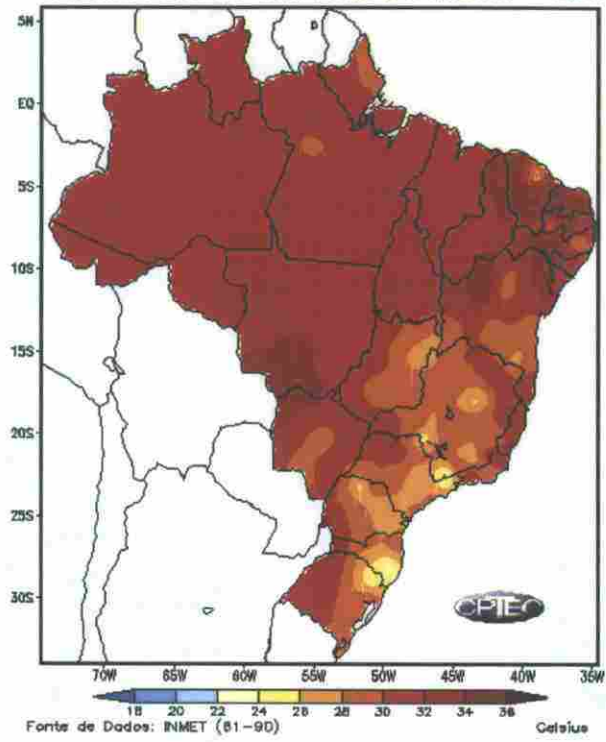 5N
EQ
5S
10S
15S
20S
25S
30S
CPTEC
70W 65W 60W 55W 50W 45W 40W 35W
18 20 22 24 26 28 30 32 34 36
Fonte de Dados: INMET (61-90) Celsius